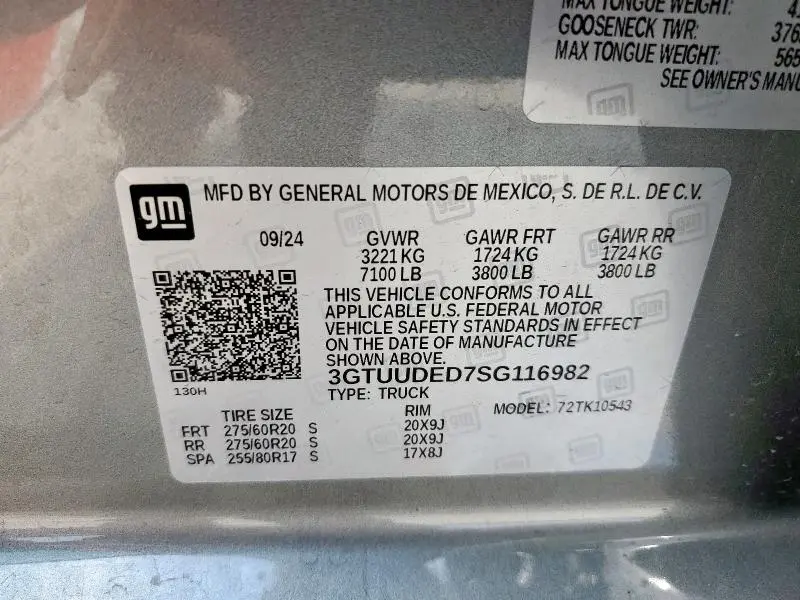 MAX TONGUE WEIGHT:
GOOSENECK TWR:
MAX TONGUE WEIGHT:
SEE OWNER'S
gm
MFD BY GENERAL MOTORS DE MEXICO, S. DE R.L. DE C.V.
09/24 GVWR GAWR FRT GAWR RR
3221 KG 1724 KG 1724 KG
7100 LB 3800 LB 3800 LB
THIS VEHICLE CONFORMS TO ALL
APPLICABLE U.S. FEDERAL MOTOR
VEHICLE SAFETY STANDARDS IN EFFECT
ON THE DATE OF MANUFACTURE
SHOWN ABOVE.
130H
3GTUUDED7SG116982
TYPE: TRUCK
TIRE SIZE RIM MODEL: 72TK10543
FRT 275/60R20 S 20X9J
RR 275/60R20 S 20X9J
SPA 255/80R17 S 17X8J